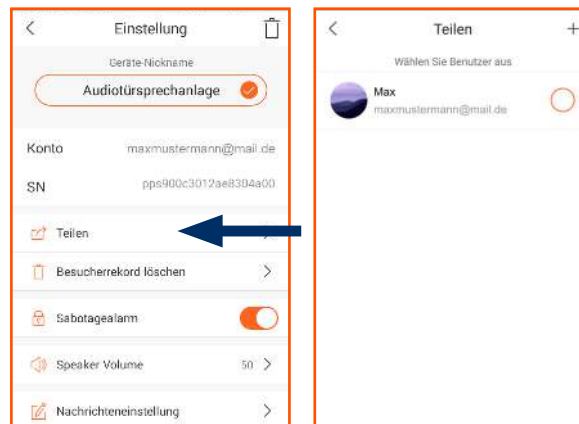 Einstellung
Geräte-Nickname
Audiotürsprechanlage
Konto maxmustermann@mail.de
SN pps900c3012ae8304a00
Teilen
Besucherrekord löschen
Sabotagealarm
Speaker Volume 50
Nachrichteneinstellung
Teilen
Wählen Sie Benutzer aus
Max
maxmustermann@mail.de